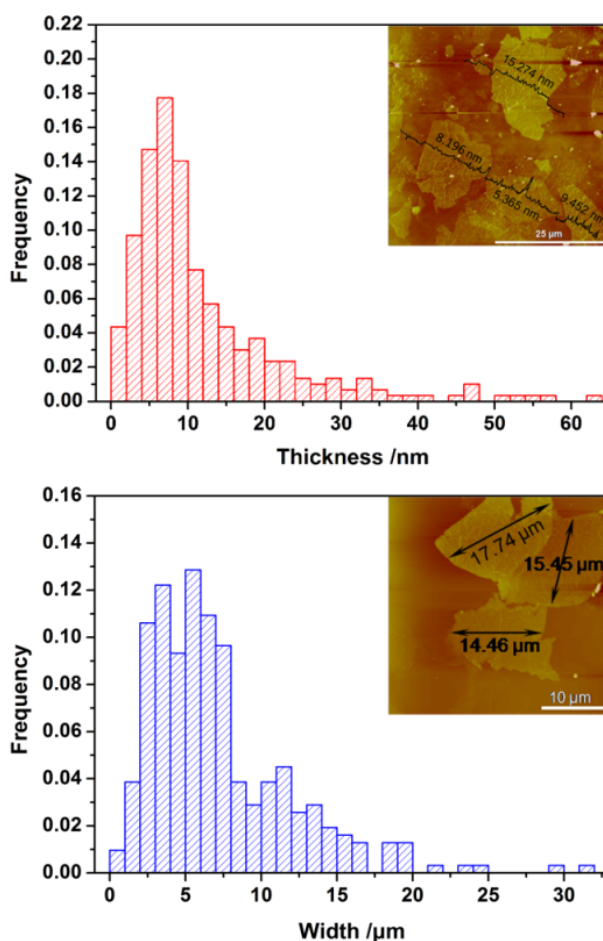 0.22
0.20
0.18
0.16
0.14
0.12
0.10
0.08
0.06
0.04
0.02
0.00
Frequency
0 10 20 30 40 50 60
Thickness /nm
15.274 nm
8.196 nm
5.365 nm
9.452 nm
25 µm
0.16
0.14
0.12
0.10
0.08
0.06
0.04
0.02
0.00
Frequency
0 5 10 15 20 25 30
Width /µm
17.74 µm
15.45 µm
14.46 µm
10 µm